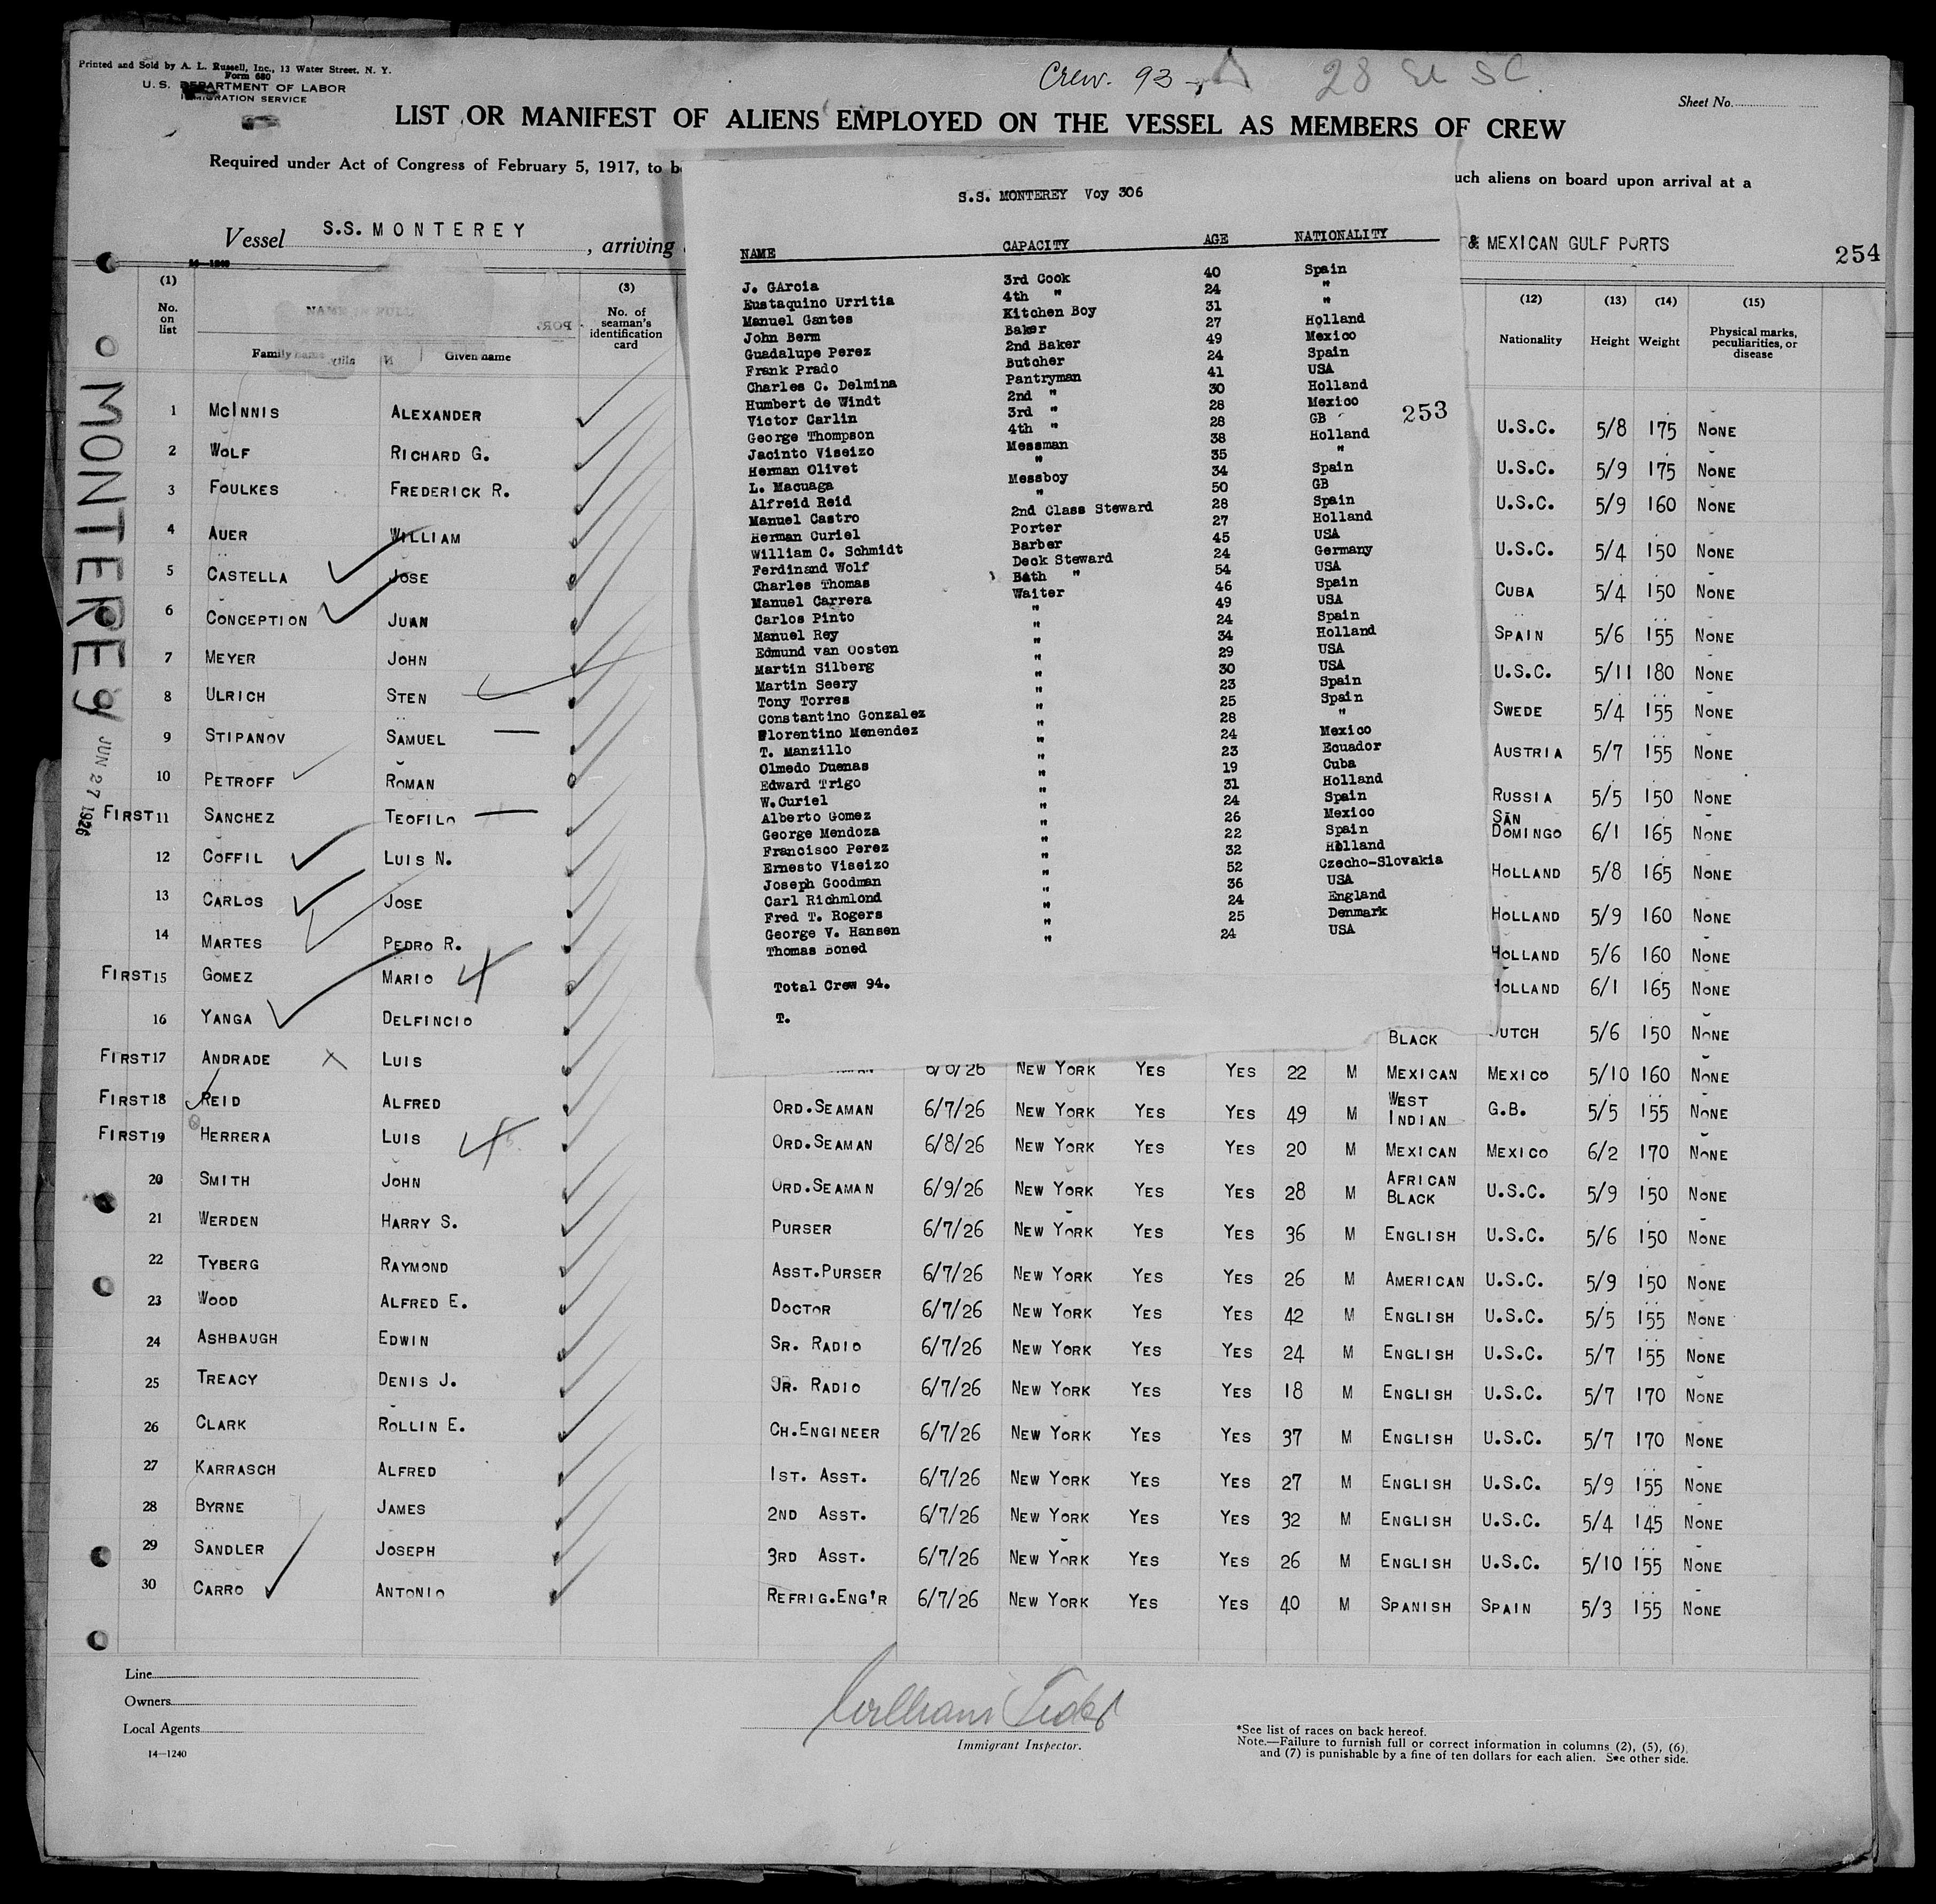 Printed and Sold by A. L. Russell, Inc., 13 Water Street, N. Y.
Form 680
U. S. DEPARTMENT OF LABOR
IMMIGRATION SERVICE
Crew. 93
28
Sheet No.
LIST OR MANIFEST OF ALIENS EMPLOYED ON THE VESSEL AS MEMBERS OF CREW
Required under Act of Congress of February 5, 1917, to b
uch aliens on board upon arrival at a
Vessel S.S. MONTEREY, arriving
& MEXICAN GULF PORTS
254
S.S. MONTEREY Voy 306
NAME CAPACITY AGE NATIONALITY
J. GArcia 3rd Cook 40 Spain
Eustaquino Urritia 4th " 24 "
Manuel Gantes Kitchen Boy 31 "
John Berm Baker 27 Holland
Guadalupe Perez 2nd Baker 49 Mexico
Frank Prado Butcher 24 Spain
Charles C. Delmina Pantryman 41 USA
Humbert de Windt 2nd " 30 Holland
Victor Carlin 3rd " 28 Mexico
George Thompson 4th " 28 GB
253
Jacinto Viseizo Messman 38 Holland
Herman Olivet " 35 "
L. Macuaga Messboy 34 Spain
Alfreid Reid " 50 GB
Manuel Castro 2nd Class Steward 28 Spain
Herman Curiel Porter 27 Holland
William C. Schmidt Barber 45 USA
Ferdinand Wolf Deck Steward 24 Germany
Charles Thomas Bath " 54 USA
Manuel Carrera Waiter 46 Spain
Carlos Pinto " 49 USA
Manuel Rey " 24 Spain
Edmund van Oosten " 34 Holland
Martin Silberg " 29 USA
Martin Seery " 30 USA
Tony Torres " 23 Spain
Constantino Gonzalez " 25 Spain
Florentino Menendez " 28 "
T. Manzillo " 24 Mexico
Olmedo Duenas " 23 Ecuador
Edward Trigo " 19 Cuba
W.Curiel " 31 Holland
Alberto Gomez " 24 Spain
George Mendoza " 26 Mexico
Francisco Perez " 22 Spain
Ernesto Viseizo " 32 Holland
Joseph Goodman " 52 Czecho-Slovakia
Carl Richmlond " 36 USA
Fred T. Rogers " 24 England
George V. Hansen " 25 Denmark
Thomas Boned " 24 USA
Total Crew 94.
T.
14—1240
(1) (3) (12) (13) (14) (15)
No. on list
NAME IN FULL
Family name Given name
No. of seaman's identification card
Nationality Height Weight Physical marks, peculiarities, or disease
MONTEREy
JUN 27 1926
1 MCINNIS ALEXANDER U.S.C. 5/8 175 NONE
2 WOLF RICHARD G. U.S.C. 5/9 175 NONE
3 FOULKES FREDERICK R. U.S.C. 5/9 160 NONE
4 AUER WILLIAM U.S.C. 5/4 150 NONE
5 CASTELLA JOSE CUBA 5/4 150 NONE
6 CONCEPTION JUAN SPAIN 5/6 155 NONE
7 MEYER JOHN U.S.C. 5/11 180 NONE
8 ULRICH STEN SWEDE 5/4 155 NONE
9 STIPANOV SAMUEL AUSTRIA 5/7 155 NONE
10 PETROFF ROMAN RUSSIA 5/5 150 NONE
FIRST 11 SANCHEZ TEOFILO SAN DOMINGO 6/1 165 NONE
12 COFFIL LUIS N. HOLLAND 5/8 165 NONE
13 CARLOS JOSE HOLLAND 5/9 160 NONE
14 MARTES PEDRO R. HOLLAND 5/6 160 NONE
FIRST 15 GOMEZ MARIO HOLLAND 6/1 165 NONE
16 YANGA DELFINCIO BLACK DUTCH 5/6 150 NONE
FIRST 17 ANDRADE LUIS NEW YORK YES YES 22 M MEXICAN MEXICO 5/10 160 NONE
FIRST 18 REID ALFRED ORD.SEAMAN 6/7/26 NEW YORK YES YES 49 M WEST INDIAN G.B. 5/5 155 NONE
FIRST 19 HERRERA LUIS ORD.SEAMAN 6/8/26 NEW YORK YES YES 20 M MEXICAN MEXICO 6/2 170 NONE
20 SMITH JOHN ORD.SEAMAN 6/9/26 NEW YORK YES YES 28 M AFRICAN BLACK U.S.C. 5/9 150 NONE
21 WERDEN HARRY S. PURSER 6/7/26 NEW YORK YES YES 36 M ENGLISH U.S.C. 5/6 150 NONE
22 TYBERG RAYMOND ASST.PURSER 6/7/26 NEW YORK YES YES 26 M AMERICAN U.S.C. 5/9 150 NONE
23 WOOD ALFRED E. DOCTOR 6/7/26 NEW YORK YES YES 42 M ENGLISH U.S.C. 5/5 155 NONE
24 ASHBAUGH EDWIN SR. RADIO 6/7/26 NEW YORK YES YES 24 M ENGLISH U.S.C. 5/7 155 NONE
25 TREACY DENIS J. JR. RADIO 6/7/26 NEW YORK YES YES 18 M ENGLISH U.S.C. 5/7 170 NONE
26 CLARK ROLLIN E. CH.ENGINEER 6/7/26 NEW YORK YES YES 37 M ENGLISH U.S.C. 5/7 170 NONE
27 KARRASCH ALFRED 1ST. ASST. 6/7/26 NEW YORK YES YES 27 M ENGLISH U.S.C. 5/9 155 NONE
28 BYRNE JAMES 2ND ASST. 6/7/26 NEW YORK YES YES 32 M ENGLISH U.S.C. 5/4 145 NONE
29 SANDLER JOSEPH 3RD ASST. 6/7/26 NEW YORK YES YES 26 M ENGLISH U.S.C. 5/10 155 NONE
30 CARRO ANTONIO REFRIG.ENG'R 6/7/26 NEW YORK YES YES 40 M SPANISH SPAIN 5/3 155 NONE
Line
Owners
Local Agents
14—1240
William
Immigrant Inspector.
*See list of races on back hereof.
Note.—Failure to furnish full or correct information in columns (2), (5), (6),
and (7) is punishable by a fine of ten dollars for each alien. See other side.